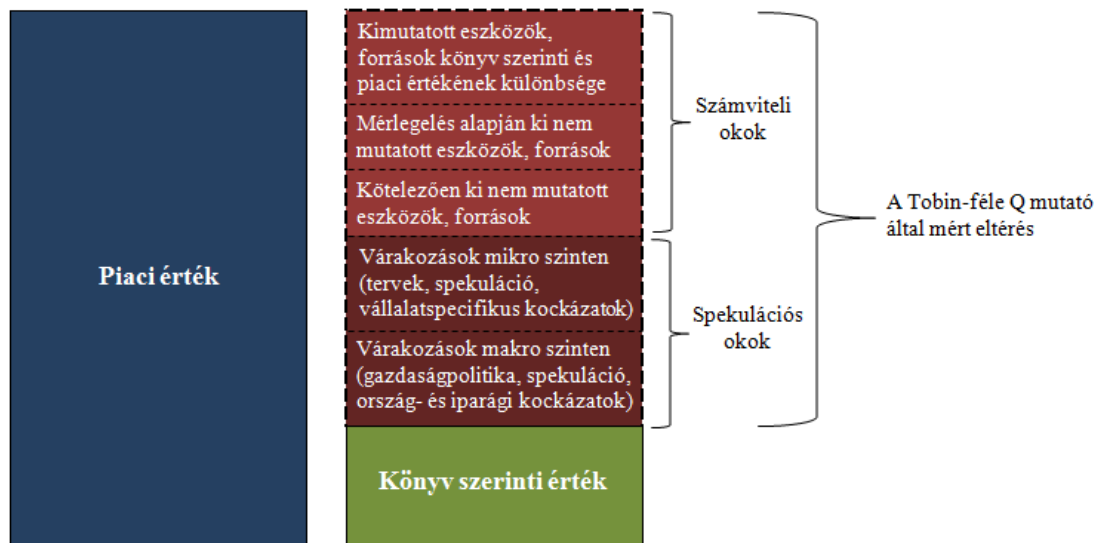 Piaci érték
Kimutatott eszközök,
források könyv szerinti és
piaci értékének különbsége
Mérlegelés alapján ki nem
mutatott eszközök, források
Kötelezően ki nem mutatott
eszközök, források
Várakozások mikro szinten
(tervek, spekuláció,
vállalatspecifikus kockázatok)
Várakozások makro szinten
(gazdaságpolitika, spekuláció,
ország- és iparági kockázatok)
Könyv szerinti érték
Számviteli
okok
Spekulációs
okok
A Tobin-féle Q mutató
által mért eltérés